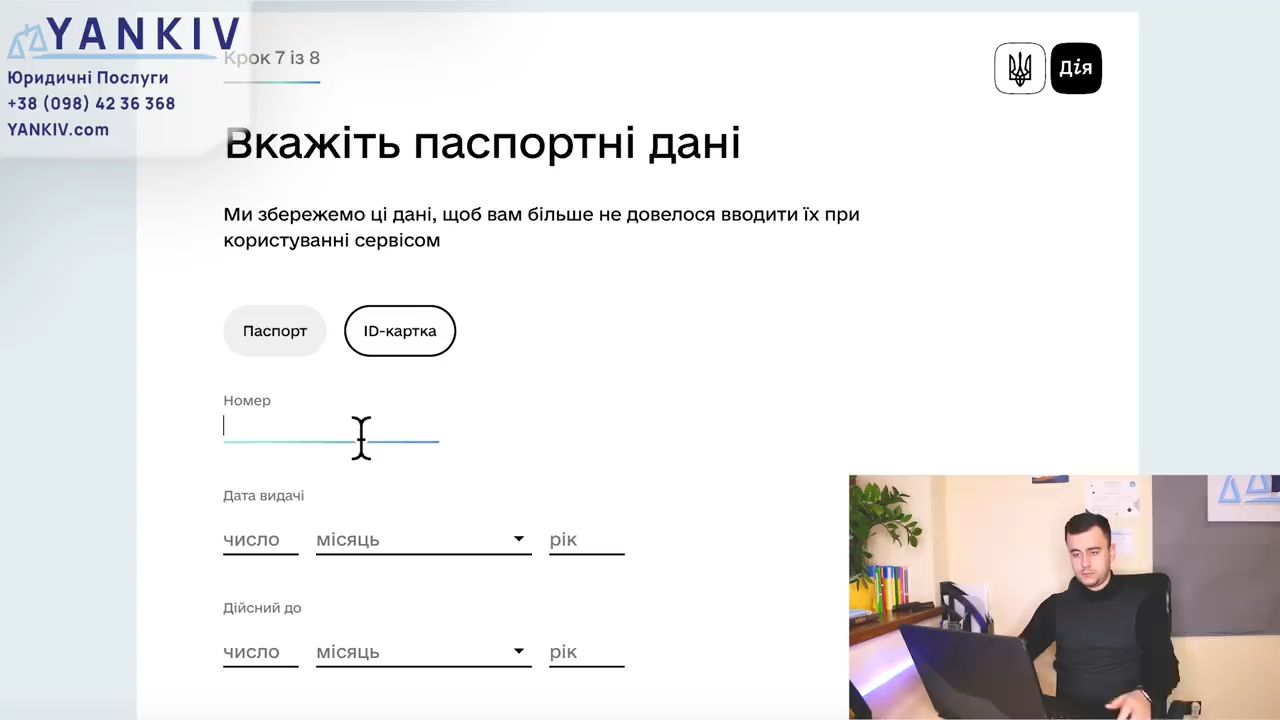 YANKIV
Юридичні Послуги
+38 (098) 42 36 368
YANKIV.com
Крок 7 із 8
Дія
Вкажіть паспортні дані
Ми збережемо ці дані, щоб вам більше не довелося вводити їх при
користуванні сервісом
Паспорт
ID-картка
Номер
Дата видачі
число місяць рік
Дійсний до
число місяць рік